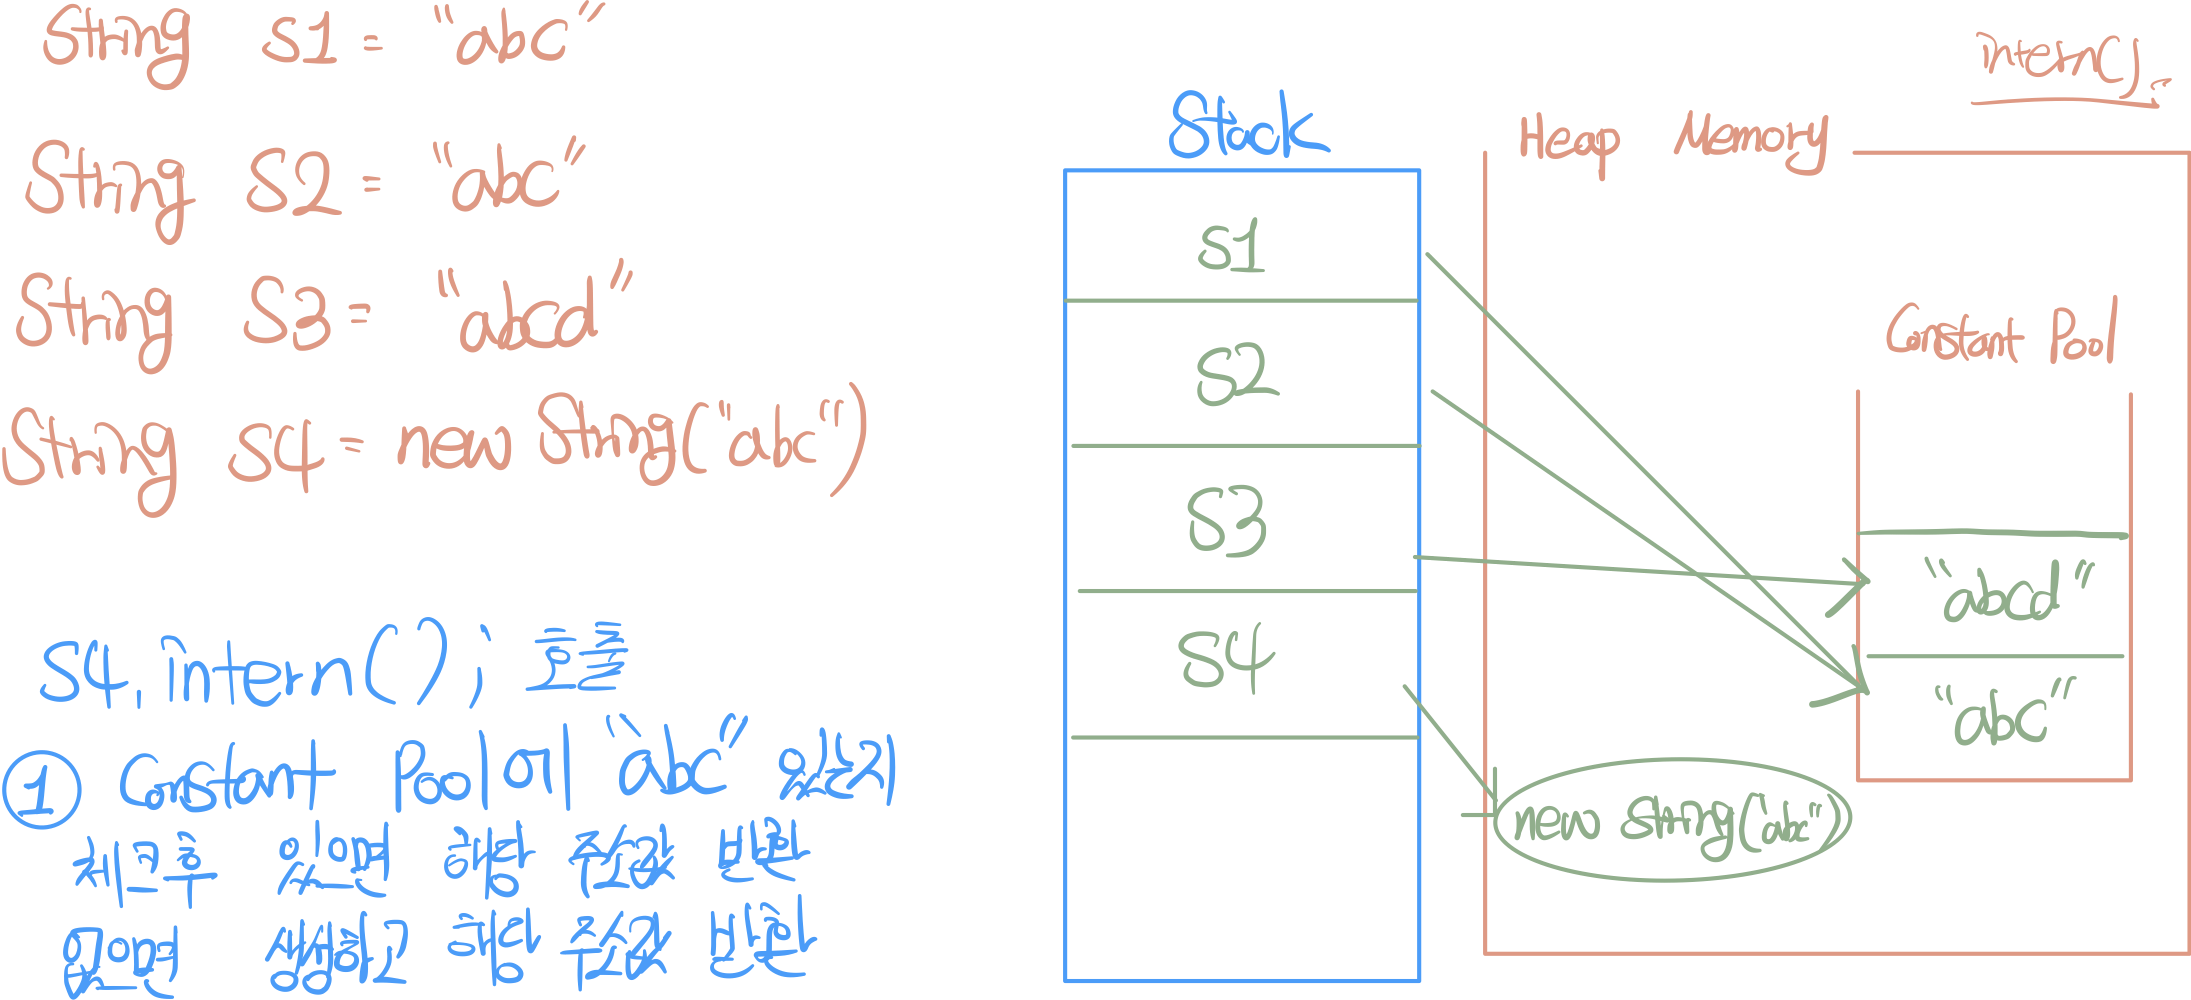 String S1 = "abc"
String S2 = "abc"
String S3 = "abcd"
String S4 = new String("abc")
S4.intern(); 호출
① Constant Pool에 "abc" 있는지
체크후 있으면 해당 주소값 반환
없으면 생성하고 해당 주소값 반환
intern();
Stack
S1
S2
S3
S4
Heap Memory
Constant Pool
"abcd"
"abc"
new String("abc")